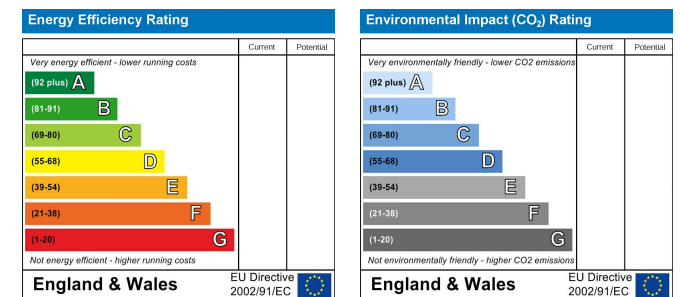 Energy Efficiency Rating
Current Potential
Very energy efficient - lower running costs
(92 plus) A
(81-91) B
(69-80) C
(55-68) D
(39-54) E
(21-38) F
(1-20) G
Not energy efficient - higher running costs
England & Wales
EU Directive
2002/91/EC
Environmental Impact (CO₂) Rating
Current Potential
Very environmentally friendly - lower CO2 emissions
(92 plus) A
(81-91) B
(69-80) C
(55-68) D
(39-54) E
(21-38) F
(1-20) G
Not environmentally friendly - higher CO2 emissions
England & Wales
EU Directive
2002/91/EC